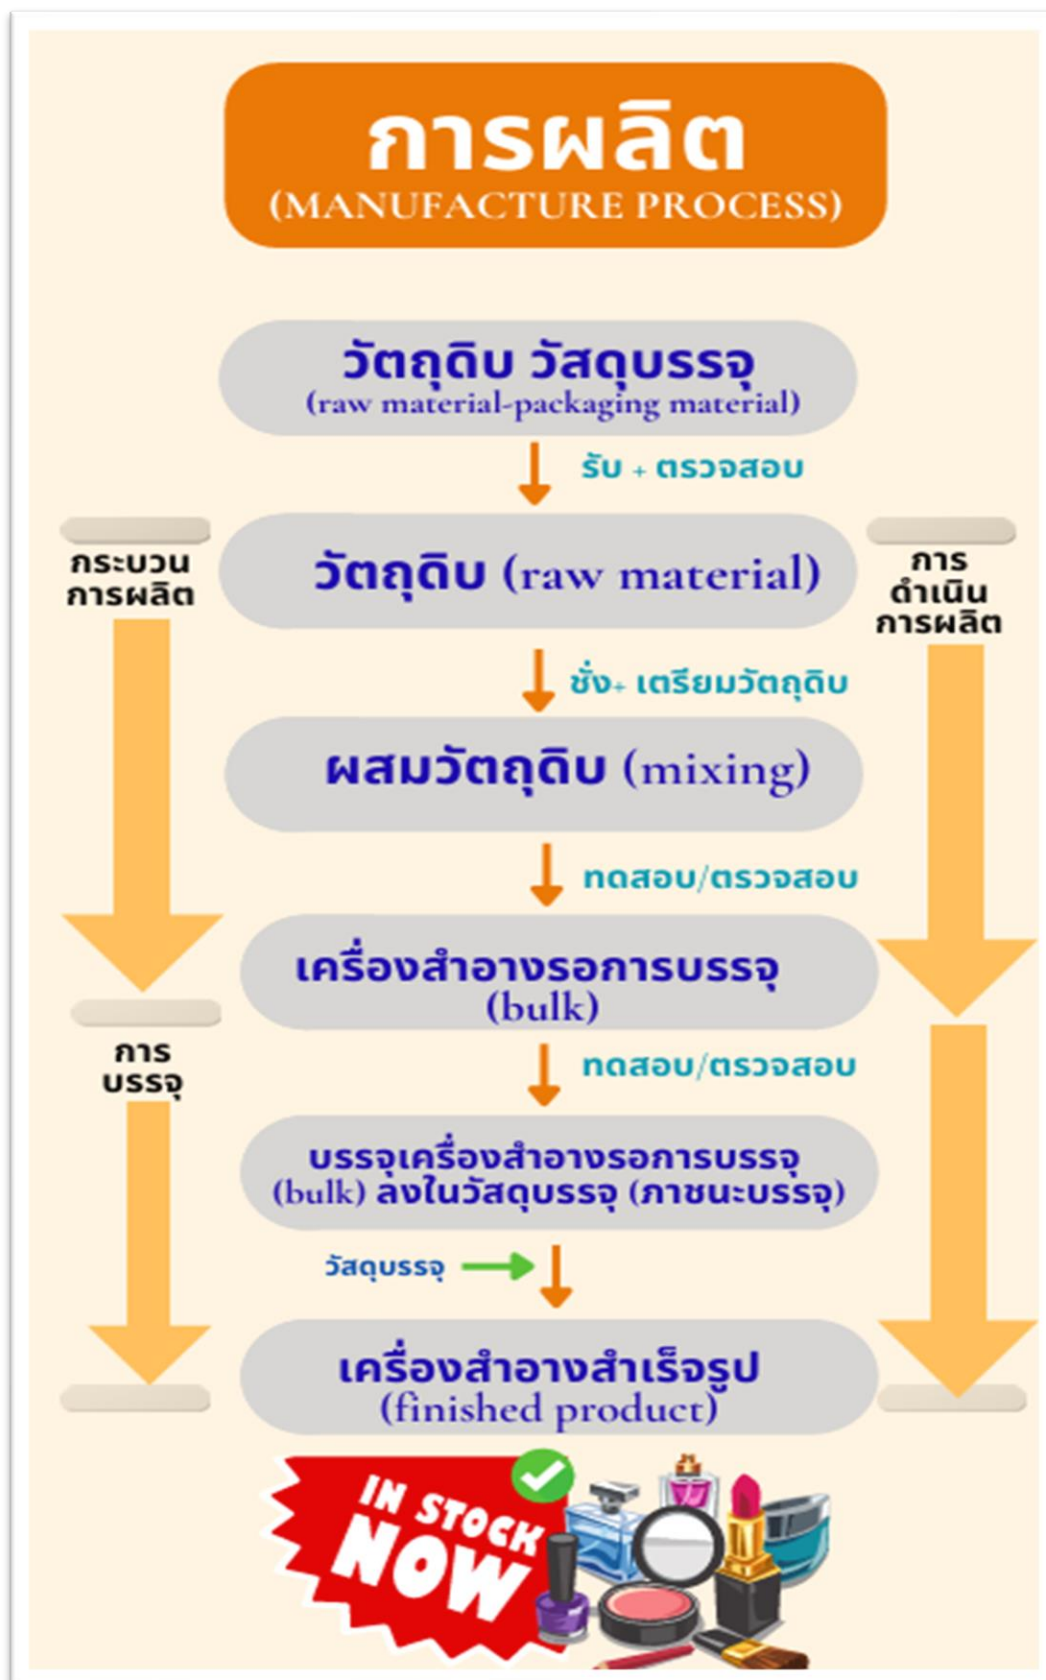 การผลิต
(MANUFACTURE PROCESS)
วัตถุดิบ วัสดุบรรจุ
(raw material-packaging material)
รับ + ตรวจสอบ
กระบวน
การผลิต
วัตถุดิบ (raw material)
การ
ดำเนิน
การผลิต
ชั่ง+ เตรียมวัตถุดิบ
ผสมวัตถุดิบ (mixing)
ทดสอบ/ตรวจสอบ
เครื่องสำอางรอการบรรจุ
(bulk)
การ
บรรจุ
ทดสอบ/ตรวจสอบ
บรรจุเครื่องสำอางรอการบรรจุ
(bulk) ลงในวัสดุบรรจุ (ภาชนะบรรจุ)
วัสดุบรรจุ
เครื่องสำอางสำเร็จรูป
(finished product)
IN STOCK
NOW